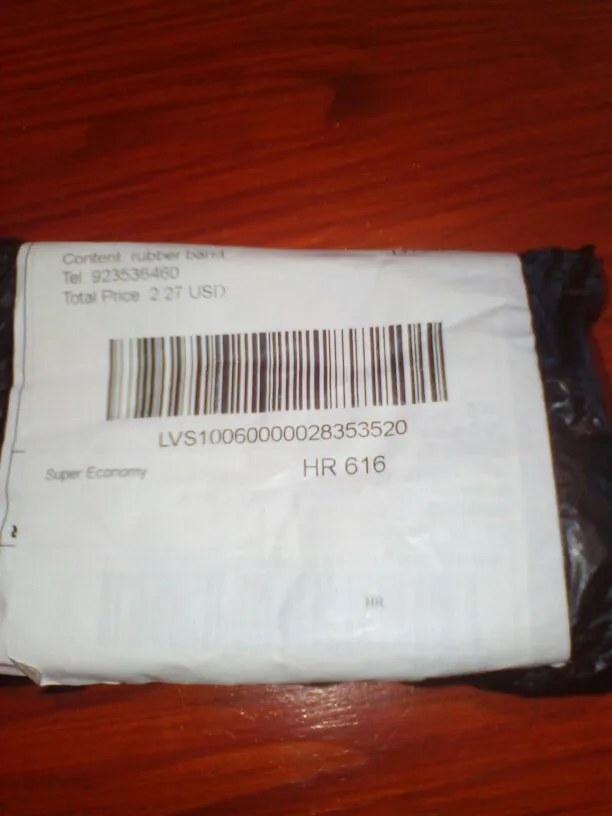 Content rubber band
Tel 923536460
Total Price 2.27 USD
LVS10060000028353520
Super Economy
HR 616
HR